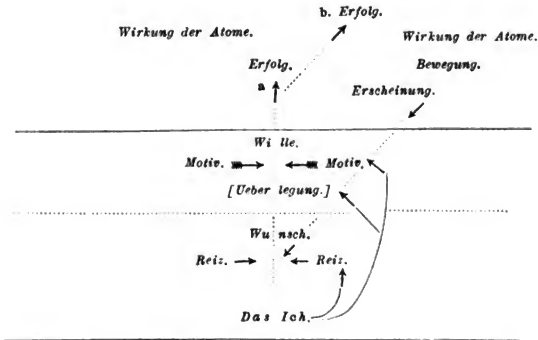 b. Erfolg.
Wirkung der Atome. Wirkung der Atome.
Erfolg. Bewegung.
a
Erscheinung.
Wi lle.
Motiv. Motiv.
[Ueber legung.]
Wu nsch.
Reiz. Reiz.
Das Ich.